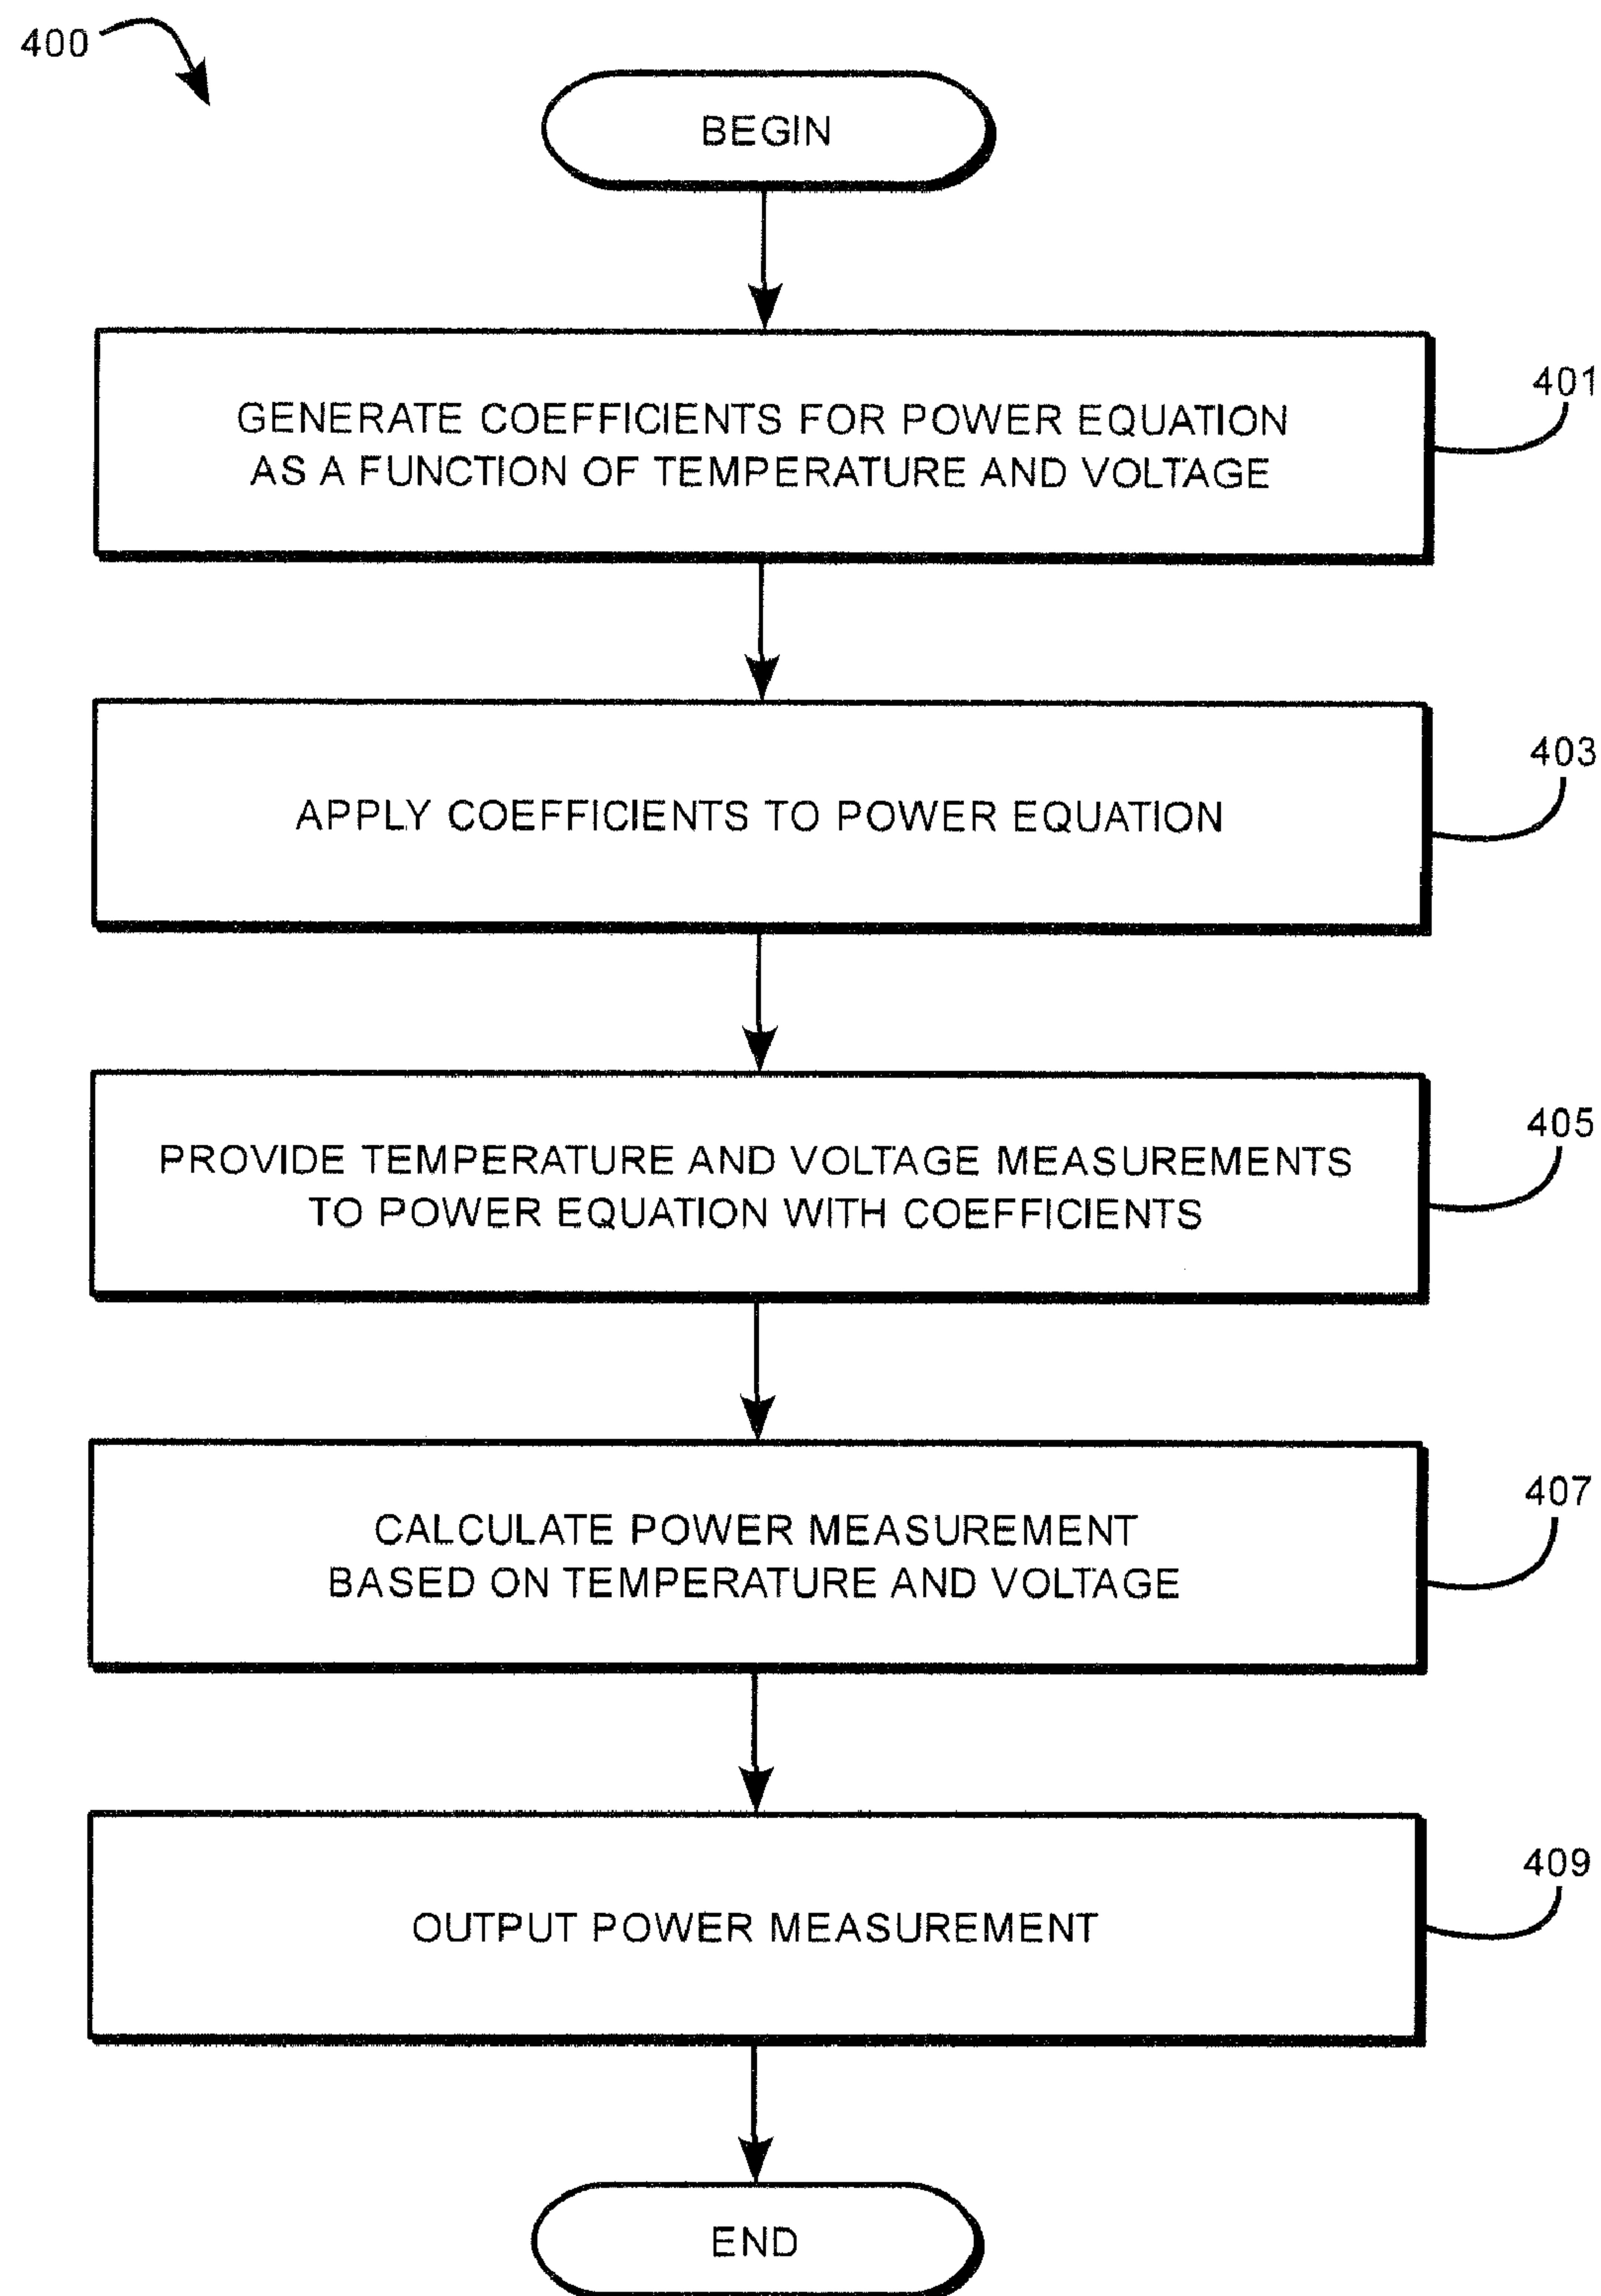 400
BEGIN
GENERATE COEFFICIENTS FOR POWER EQUATION
AS A FUNCTION OF TEMPERATURE AND VOLTAGE
401
APPLY COEFFICIENTS TO POWER EQUATION
403
PROVIDE TEMPERATURE AND VOLTAGE MEASUREMENTS
TO POWER EQUATION WITH COEFFICIENTS
405
CALCULATE POWER MEASUREMENT
BASED ON TEMPERATURE AND VOLTAGE
407
OUTPUT POWER MEASUREMENT
409
END